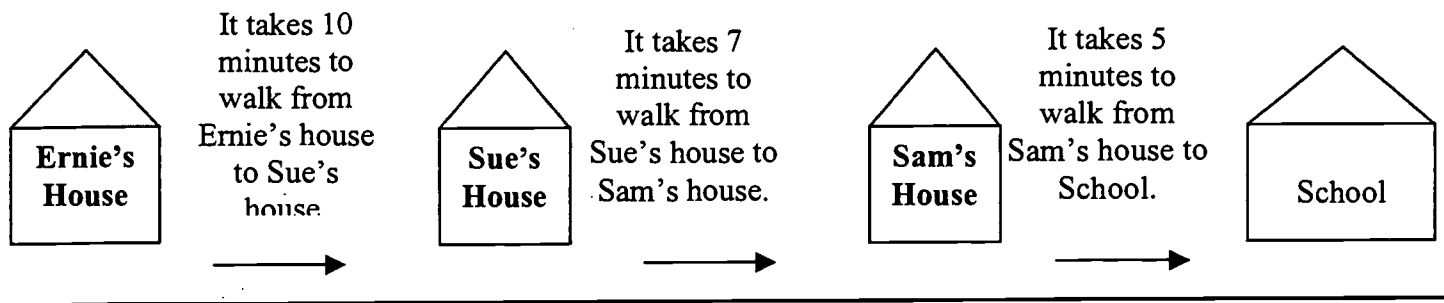 It takes 10
minutes to
walk from
Ernie's house
to Sue's
house
Ernie's
House
It takes 7
minutes to
walk from
Sue's house to
Sam's house.
Sue's
House
It takes 5
minutes to
walk from
Sam's house to
School.
Sam's
House
School